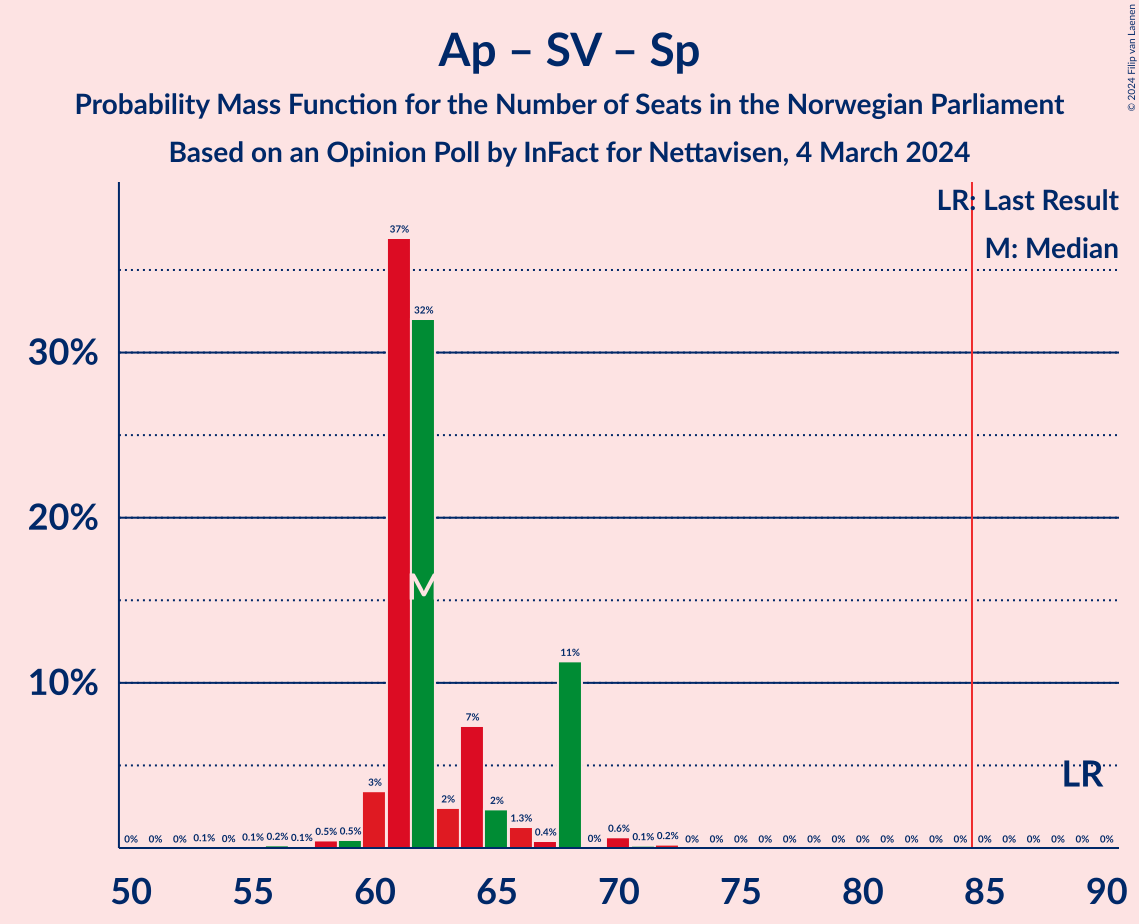 Ap – SV – Sp
Probability Mass Function for the Number of Seats in the Norwegian Parliament
Based on an Opinion Poll by InFact for Nettavisen, 4 March 2024
© 2024 Filip van Laenen
LR: Last Result
M: Median
37%
32%
30%
20%
M
11%
10%
7%
LR
3%
2%
2%
1.3%
0% 0% 0% 0.1% 0% 0.1% 0.2% 0.1% 0.5% 0.5% 0.4% 0% 0.6% 0.1% 0.2% 0% 0% 0% 0% 0% 0% 0% 0% 0% 0% 0% 0% 0% 0% 0% 0% 0% 0%
50 55 60 65 70 75 80 85 90